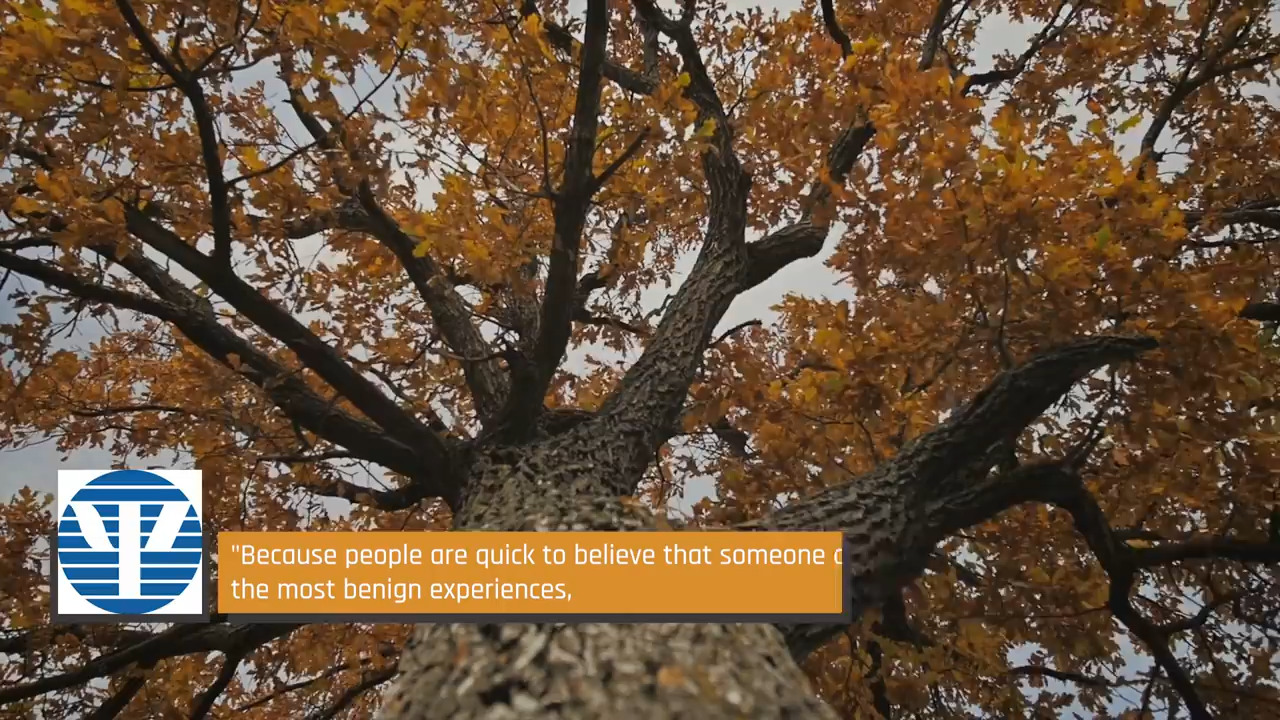 "Because people are quick to believe that someone
the most benign experiences,